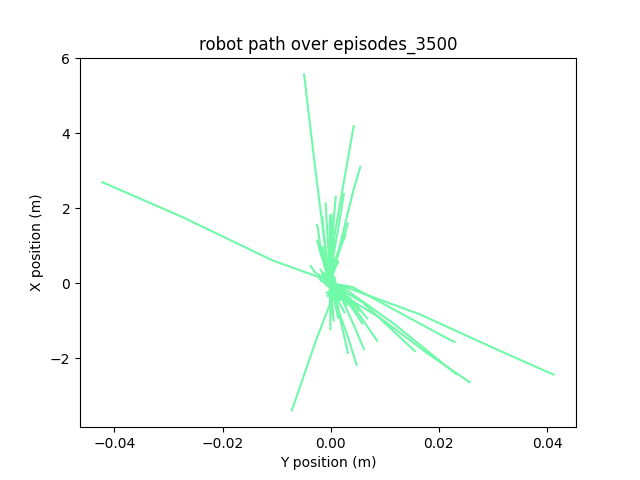 robot path over episodes_3500
6
4
2
0
−2
X position (m)
−0.04 −0.02 0.00 0.02 0.04
Y position (m)